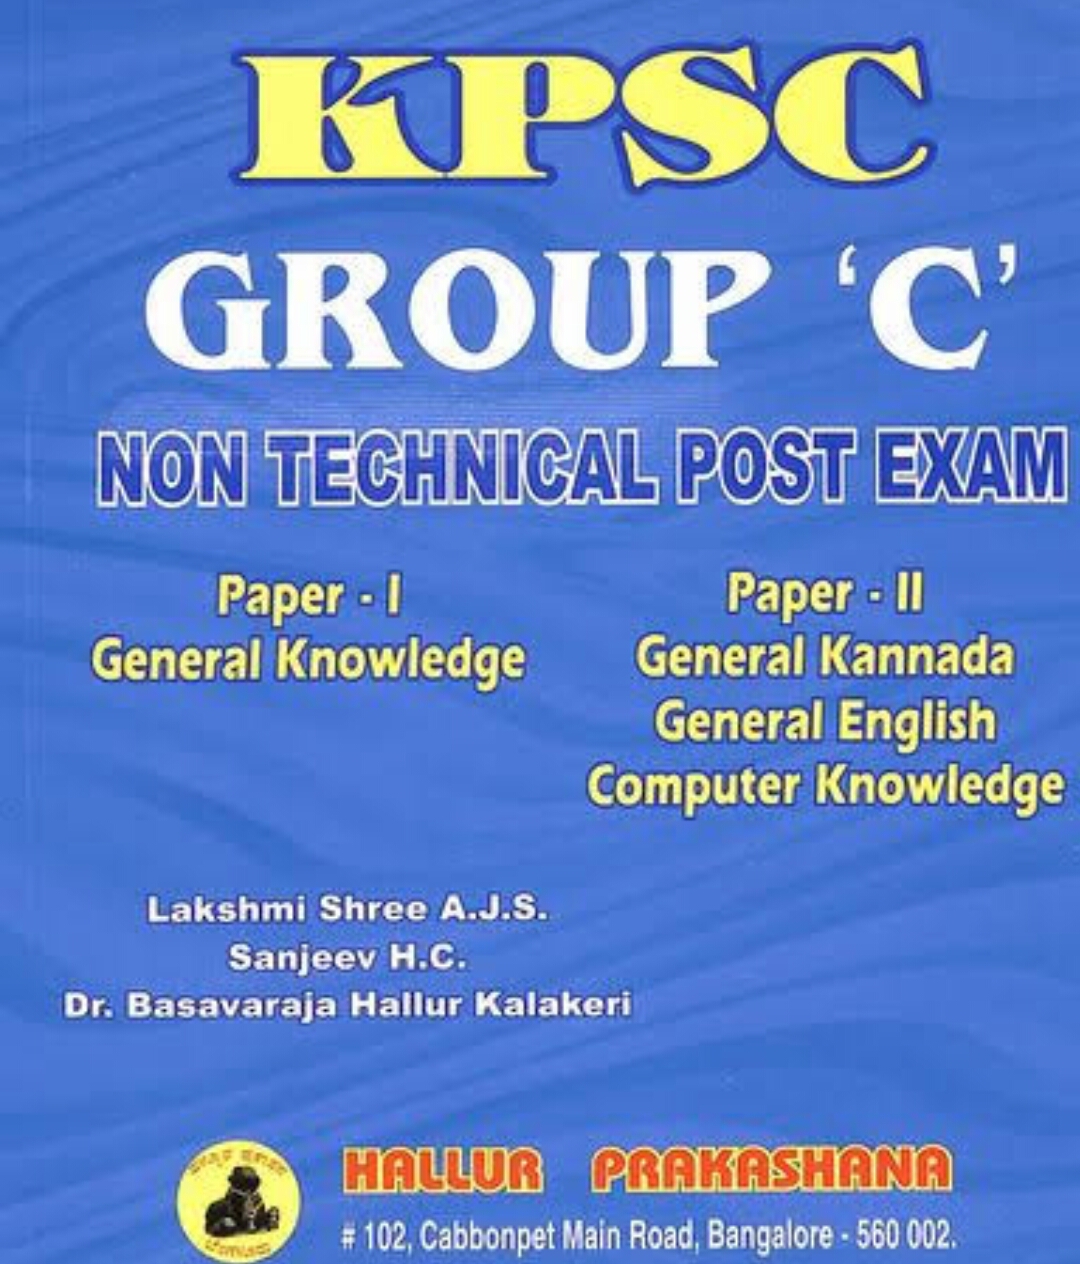 KPSC
GROUP 'C'
NON TECHNICAL POST EXAM
Paper - I
General Knowledge
Paper - II
General Kannada
General English
Computer Knowledge
Lakshmi Shree A.J.S.
Sanjeev H.C.
Dr. Basavaraja Hallur Kalakeri
HALLUR PRAKASHANA
# 102, Cabbonpet Main Road, Bangalore - 560 002.